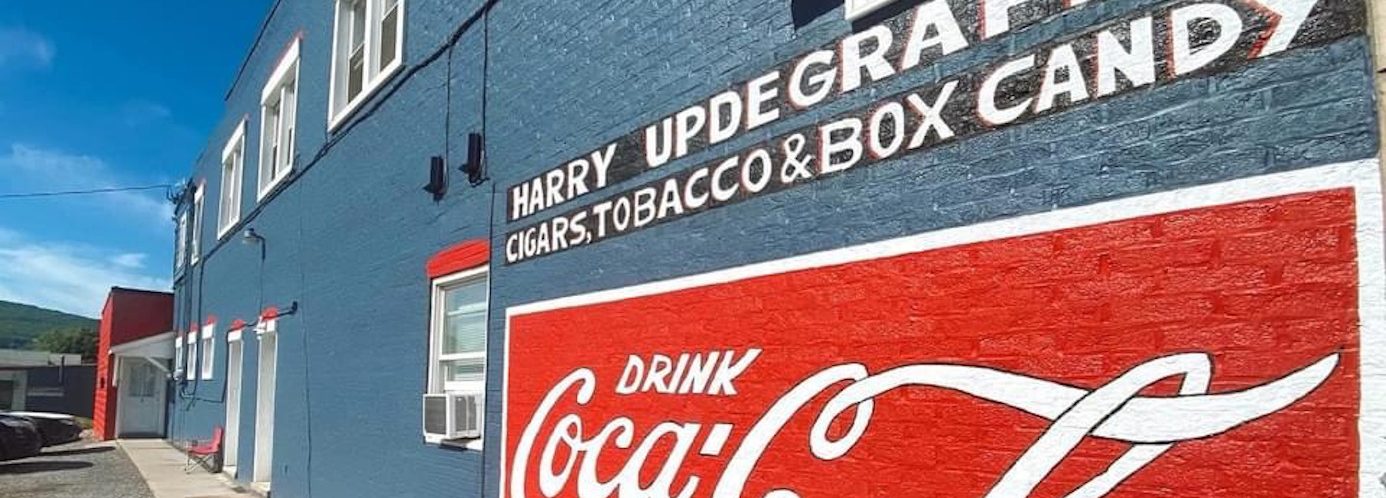 HARRY UPDEGRAFF
CIGARS, TOBACCO & BOX CANDY
DRINK
Coca-Cola